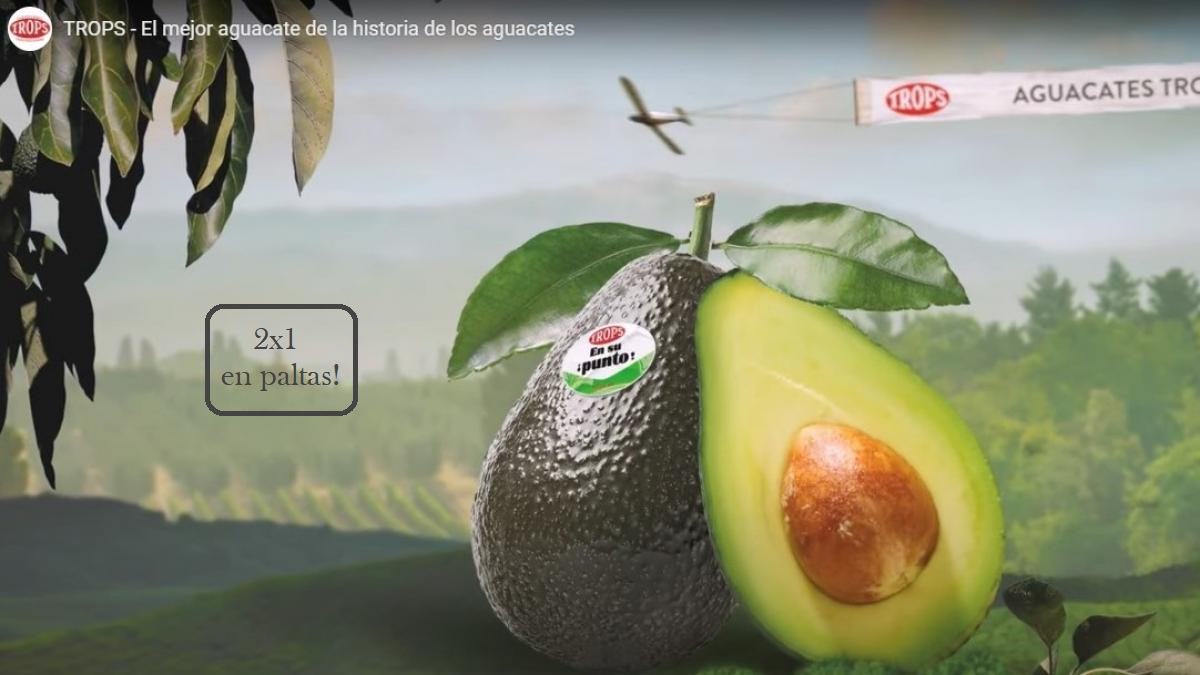 TROPS
TROPS - El mejor aguacate de la historia de los aguacates
TROPS
AGUACATES TRO
TROPS
En su
¡punto!
2x1
en paltas!